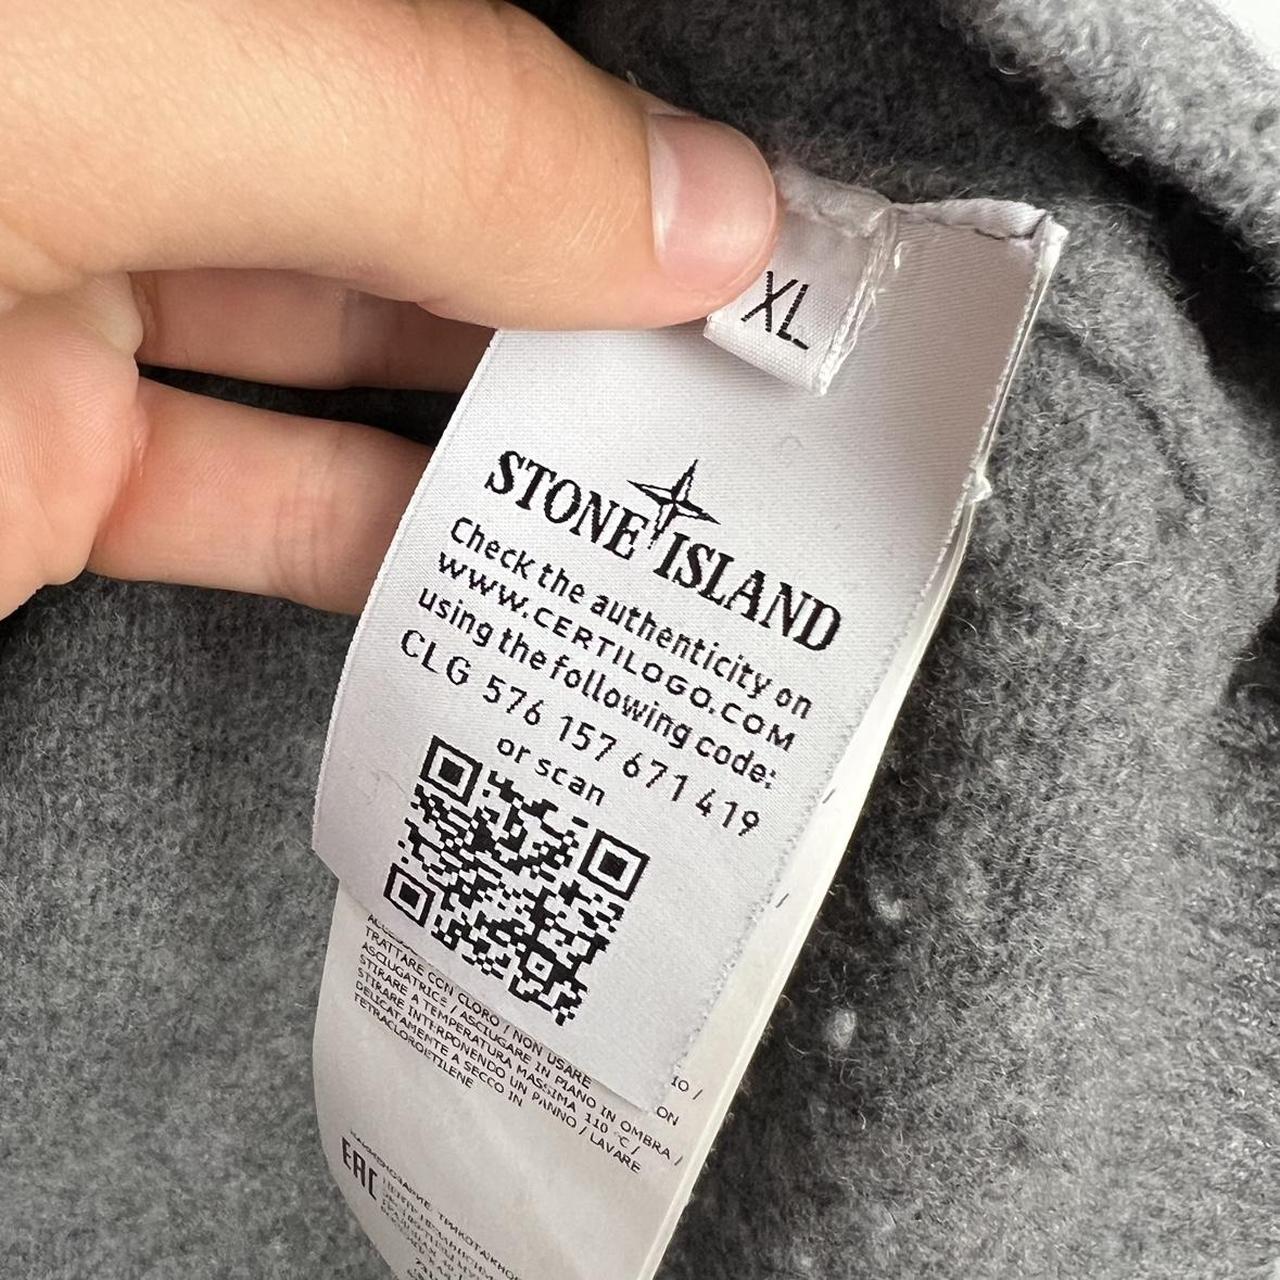 XL
STONE ISLAND
Check the authenticity on
WWW.CERTILOGO.COM
using the following code:
CLG 576 157 671 419
or scan
TRATTARE CON CLORO / NON USARE
ASCIUGATRICE / ASCIUGARE IN PIANO IN OMBRA /
STIRARE A TEMPERATURA MASSIMA 110 °C /
STIRARE INTERPONENDO UN PANNO / LAVARE
DELICATAMENTE A SECCO IN
TETRACLOROETILENE
EAC